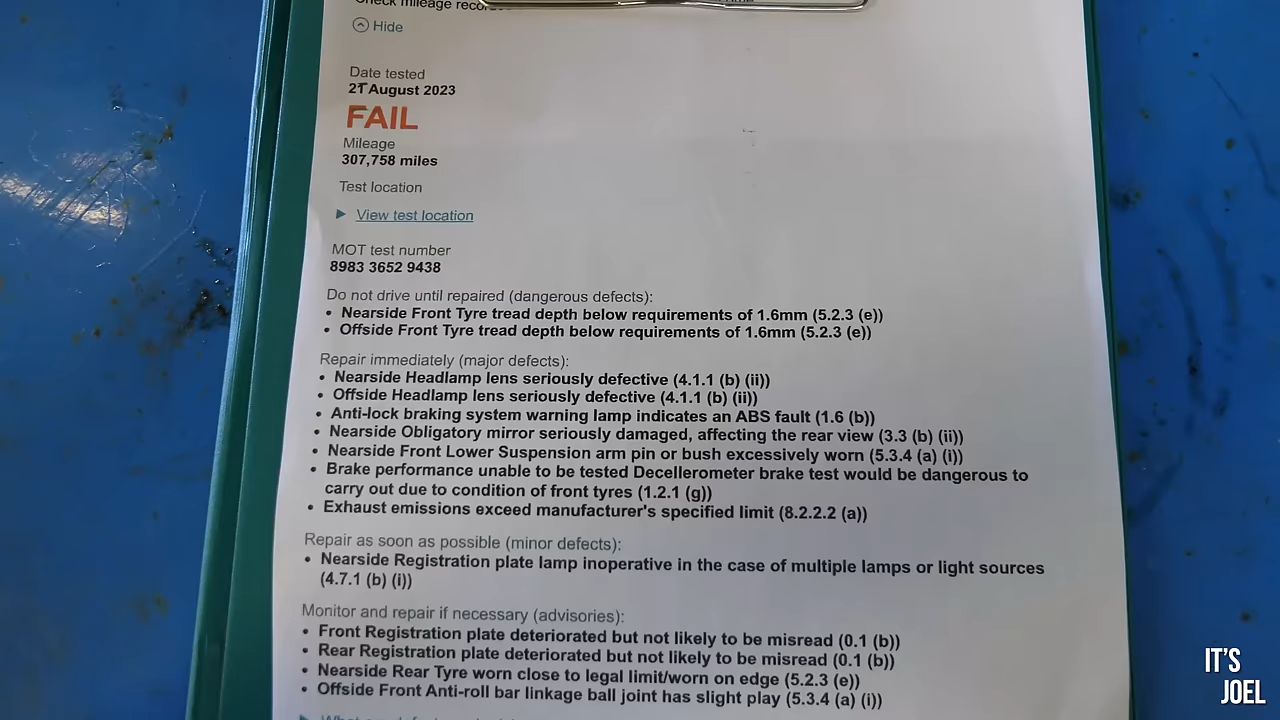 Check mileage
Hide
Date tested
21 August 2023
FAIL
Mileage
307,758 miles
Test location
View test location
MOT test number
8983 3652 9438
Do not drive until repaired (dangerous defects):
• Nearside Front Tyre tread depth below requirements of 1.6mm (5.2.3 (e))
• Offside Front Tyre tread depth below requirements of 1.6mm (5.2.3 (e))
Repair immediately (major defects):
• Nearside Headlamp lens seriously defective (4.1.1 (b) (ii))
• Offside Headlamp lens seriously defective (4.1.1 (b) (ii))
• Anti-lock braking system warning lamp indicates an ABS fault (1.6 (b))
• Nearside Obligatory mirror seriously damaged, affecting the rear view (3.3 (b) (ii))
• Nearside Front Lower Suspension arm pin or bush excessively worn (5.3.4 (a) (i))
• Brake performance unable to be tested Decellerometer brake test would be dangerous to
carry out due to condition of front tyres (1.2.1 (g))
• Exhaust emissions exceed manufacturer's specified limit (8.2.2.2 (a))
Repair as soon as possible (minor defects):
• Nearside Registration plate lamp inoperative in the case of multiple lamps or light sources
(4.7.1 (b) (i))
Monitor and repair if necessary (advisories):
• Front Registration plate deteriorated but not likely to be misread (0.1 (b))
• Rear Registration plate deteriorated but not likely to be misread (0.1 (b))
• Nearside Rear Tyre worn close to legal limit/worn on edge (5.2.3 (e))
• Offside Front Anti-roll bar linkage ball joint has slight play (5.3.4 (a) (i))
IT'S
JOEL